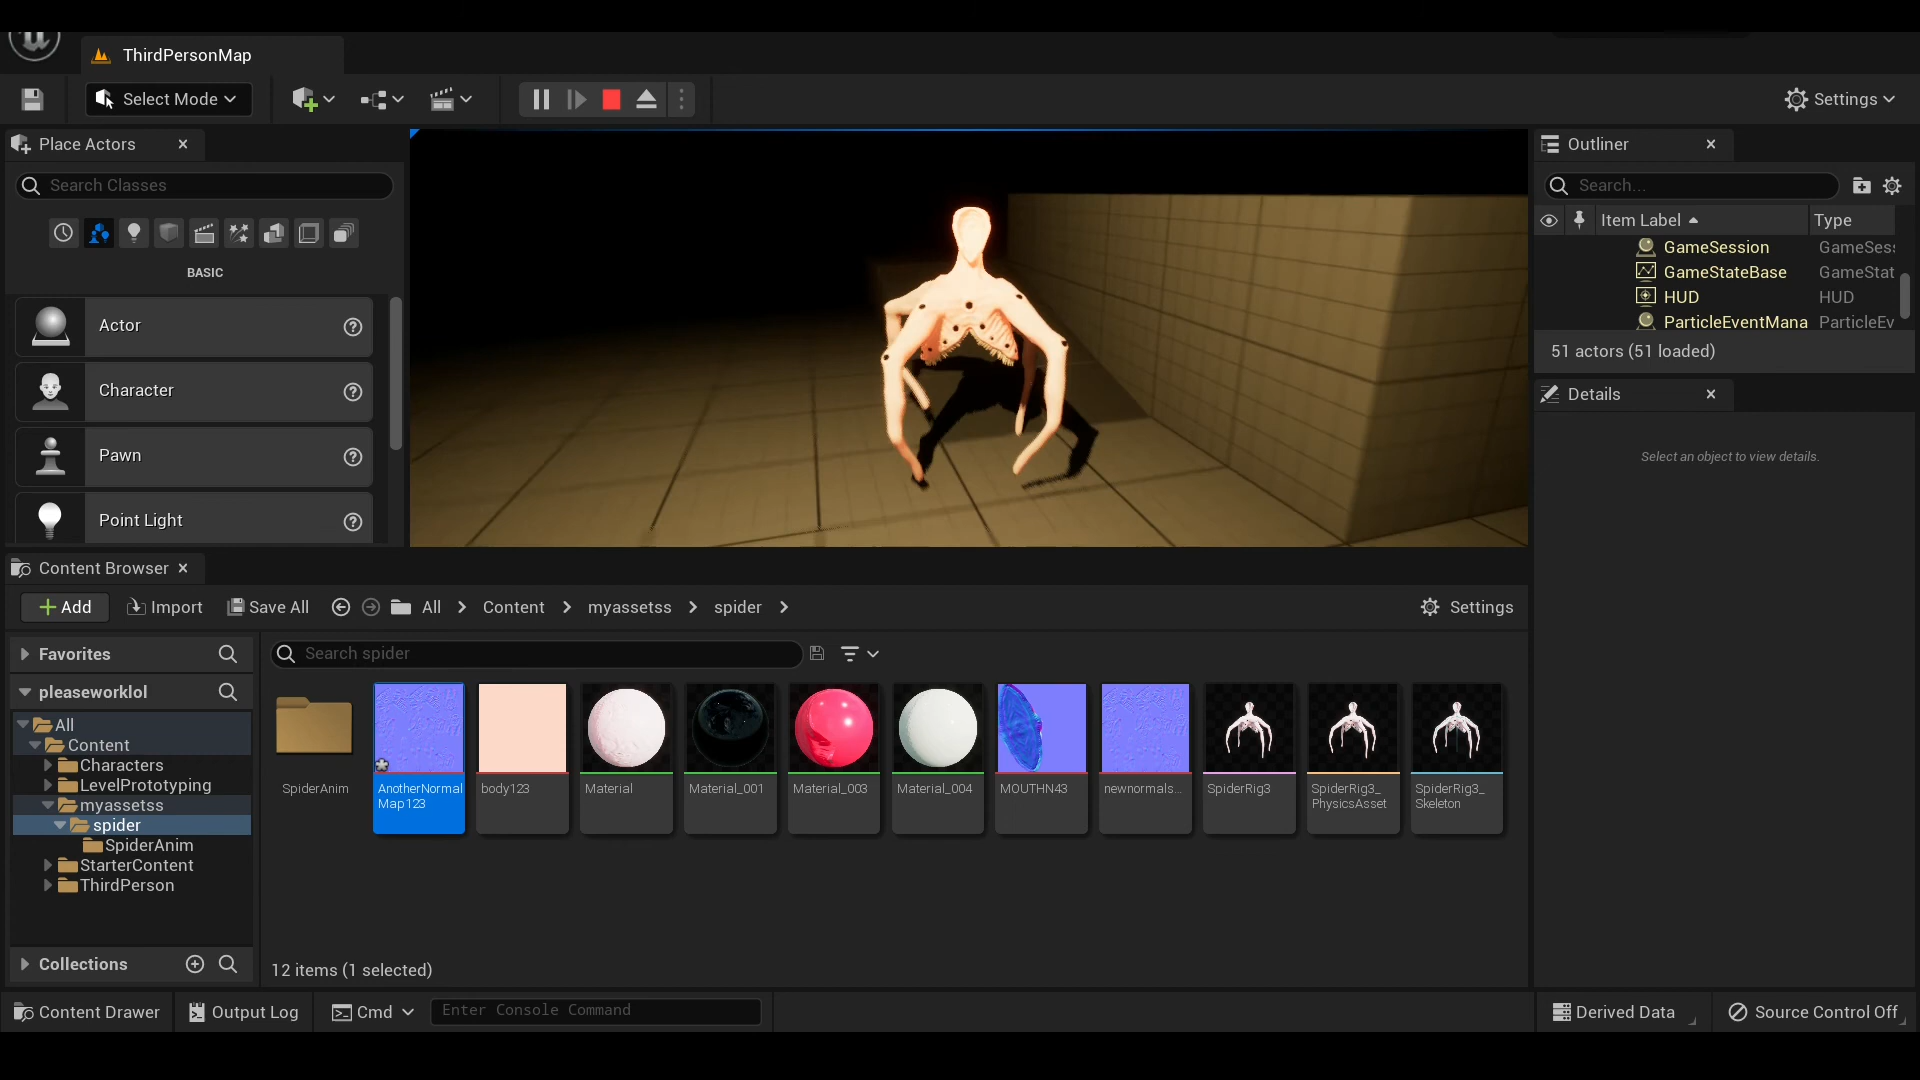 ThirdPersonMap
Select Mode
Settings
Place Actors
Search Classes
BASIC
Actor
Character
Pawn
Point Light
Outliner
Search...
Item Label Type
GameSession GameSess
GameStateBase GameStat
HUD HUD
ParticleEventMana ParticleEv
51 actors (51 loaded)
Details
Select an object to view details.
Content Browser
Add Import Save All All Content myassetss spider Settings
Favorites
pleaseworklol
All
Content
Characters
LevelPrototyping
myassetss
spider
SpiderAnim
StarterContent
ThirdPerson
Collections
Search spider
SpiderAnim
AnotherNormal
Map123
body123
Material
Material_001
Material_003
Material_004
MOUTHN43
newnormals...
SpiderRig3
SpiderRig3_
PhysicsAsset
SpiderRig3_
Skeleton
12 items (1 selected)
Content Drawer Output Log Cmd Enter Console Command Derived Data Source Control Off